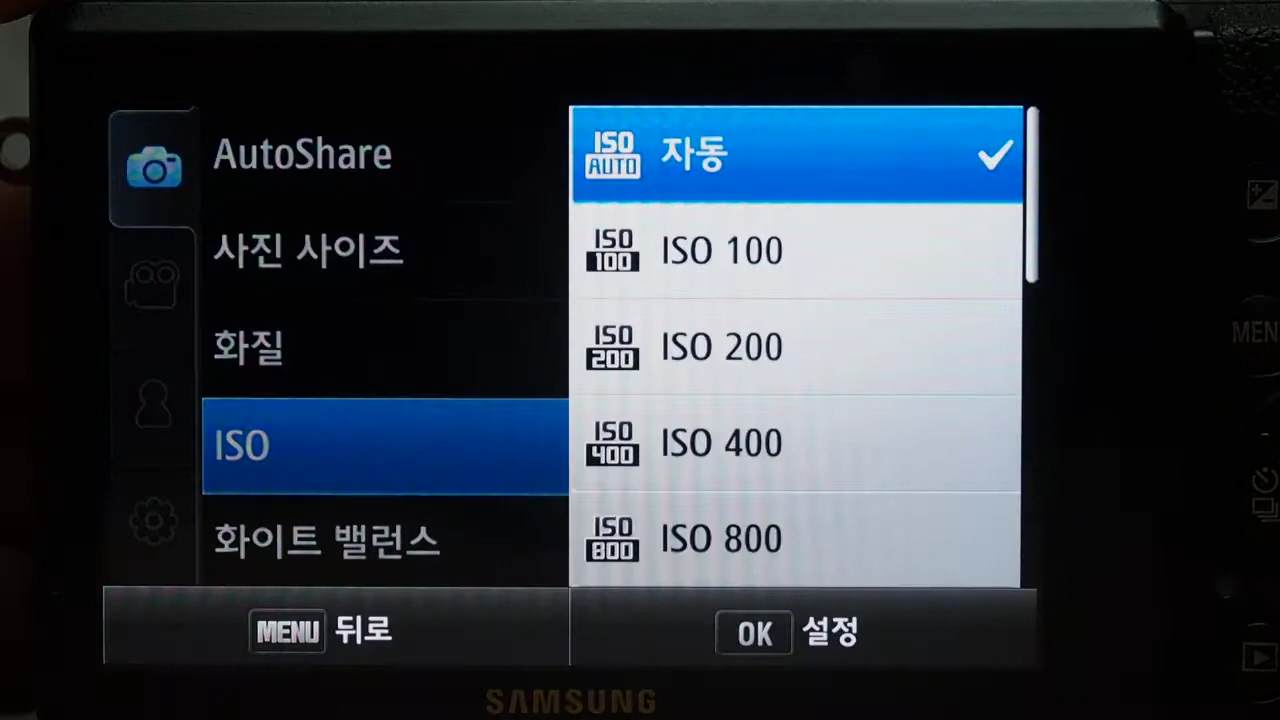 AutoShare
사진 사이즈
화질
ISO
화이트 밸런스
ISO AUTO 자동
ISO 100 ISO 100
ISO 200 ISO 200
ISO 400 ISO 400
ISO 800 ISO 800
MENU 뒤로
OK 설정
SAMSUNG
MEN